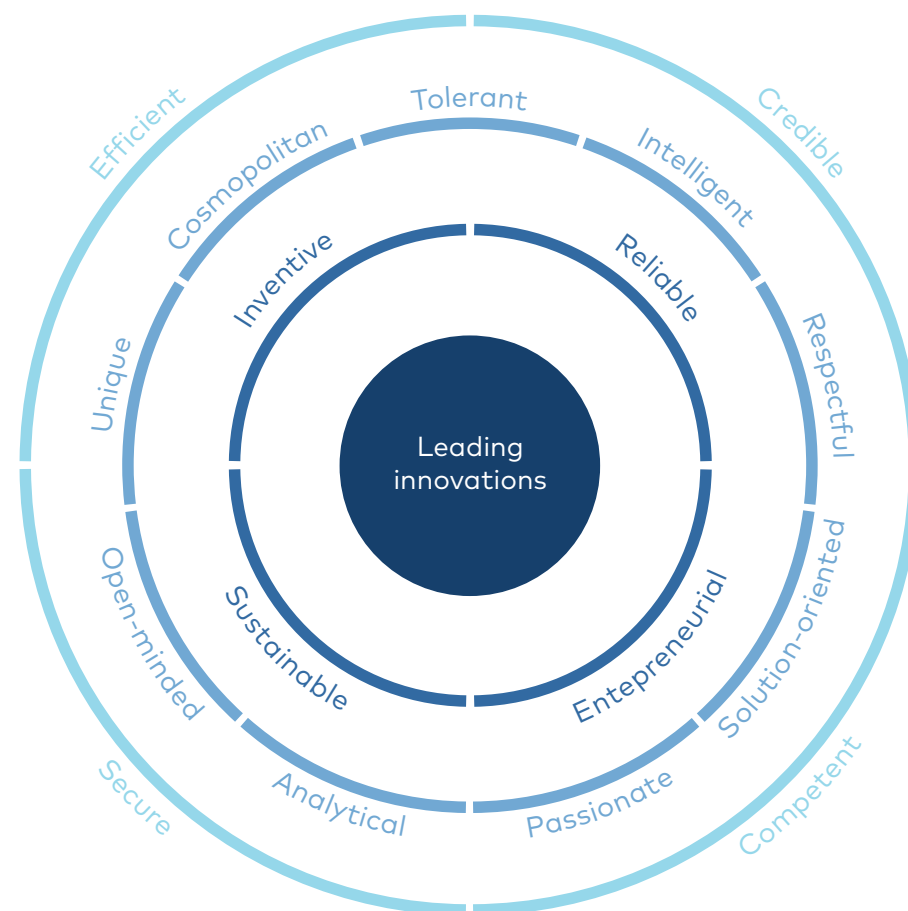 Efficient
Credible
Tolerant
Cosmopolitan
Intelligent
Inventive
Reliable
Unique
Respectful
Leading
innovations
Open-minded
Solution-oriented
Sustainable
Entepreneurial
Secure
Competent
Analytical
Passionate